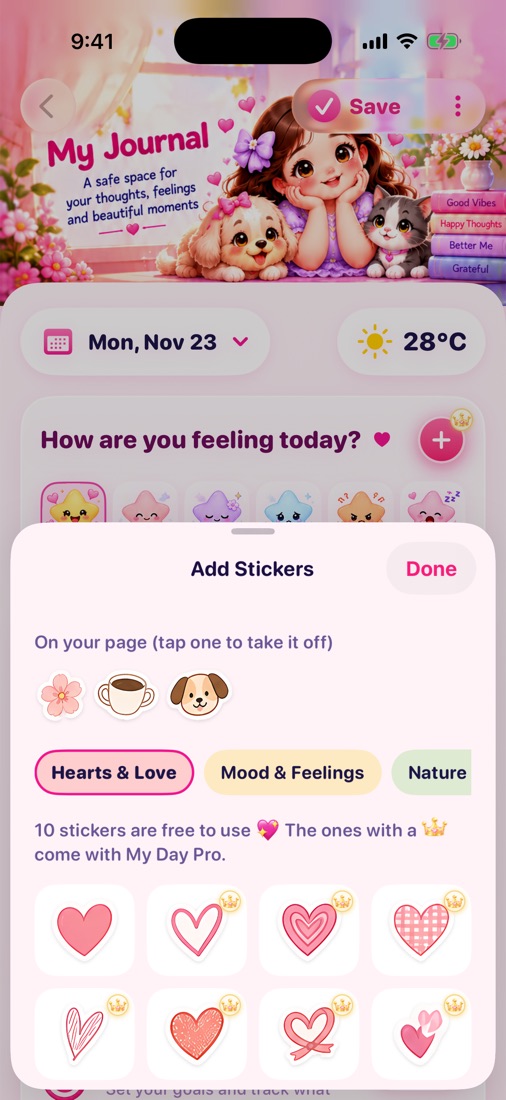 9:41
Save
My Journal
A safe space for
your thoughts, feelings
and beautiful moments
Good Vibes
Happy Thoughts
Better Me
Grateful
Mon, Nov 23
28°C
How are you feeling today?
Add Stickers
Done
On your page (tap one to take it off)
Hearts & Love
Mood & Feelings
Nature
10 stickers are free to use 💖 The ones with a 👑
come with My Day Pro.
Set your goals and track what